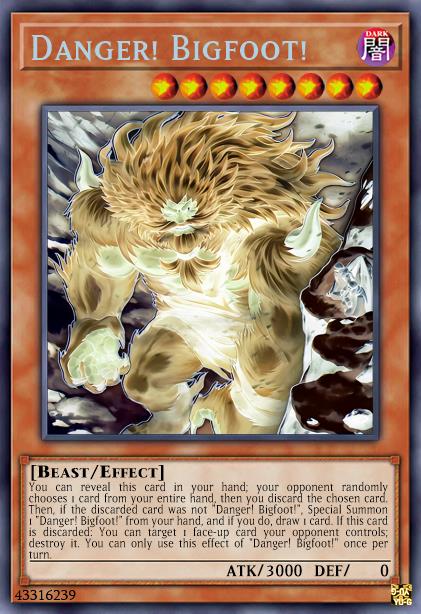 DANGER! BIGFOOT!
DARK
闇
[BEAST/EFFECT]
You can reveal this card in your hand; your opponent randomly
chooses 1 card from your entire hand, then you discard the chosen card.
Then, if the discarded card was not "Danger! Bigfoot!", Special Summon
1 "Danger! Bigfoot!" from your hand, and if you do, draw 1 card. If this card
is discarded: You can target 1 face-up card your opponent controls;
destroy it. You can only use this effect of "Danger! Bigfoot!" once per
turn.
ATK/3000 DEF/ 0
43316239